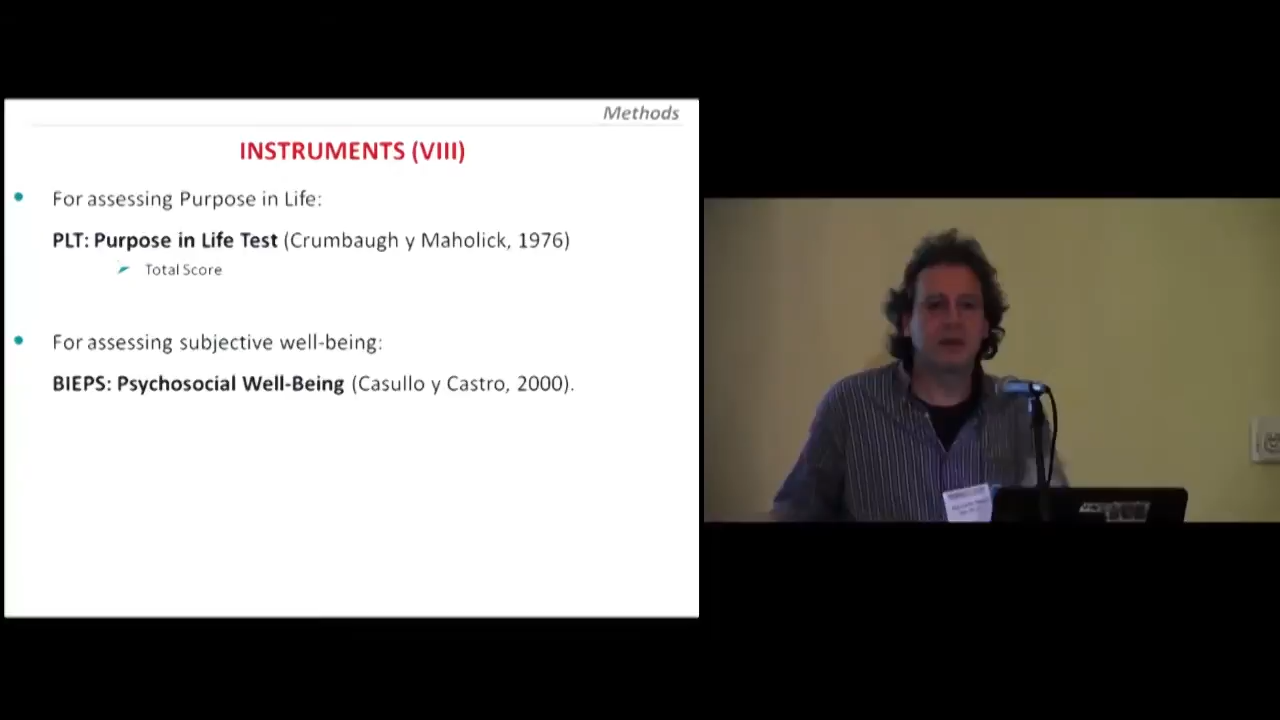 Methods
INSTRUMENTS (VIII)
For assessing Purpose in Life:
PLT: Purpose in Life Test (Crumbaugh y Maholick, 1976)
Total Score
For assessing subjective well-being:
BIEPS: Psychosocial Well-Being (Casullo y Castro, 2000).